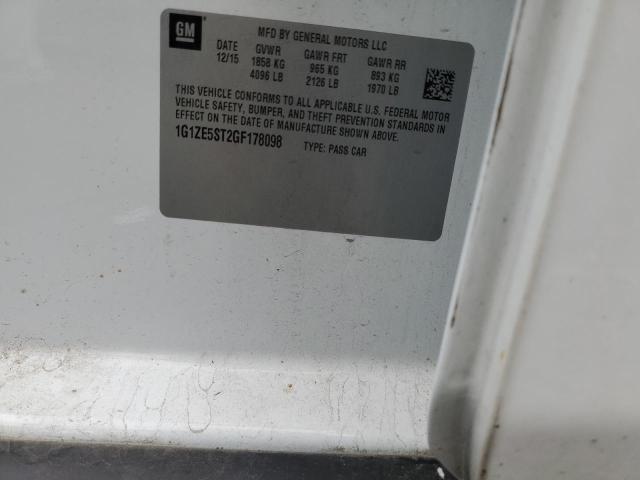 GM
MFD BY GENERAL MOTORS LLC
DATE GVWR GAWR FRT GAWR RR
12/15 1858 KG 965 KG 893 KG
4096 LB 2126 LB 1970 LB
THIS VEHICLE CONFORMS TO ALL APPLICABLE U.S. FEDERAL MOTOR
VEHICLE SAFETY, BUMPER, AND THEFT PREVENTION STANDARDS IN
EFFECT ON THE DATE OF MANUFACTURE SHOWN ABOVE.
1G1ZE5ST2GF178098 TYPE: PASS CAR